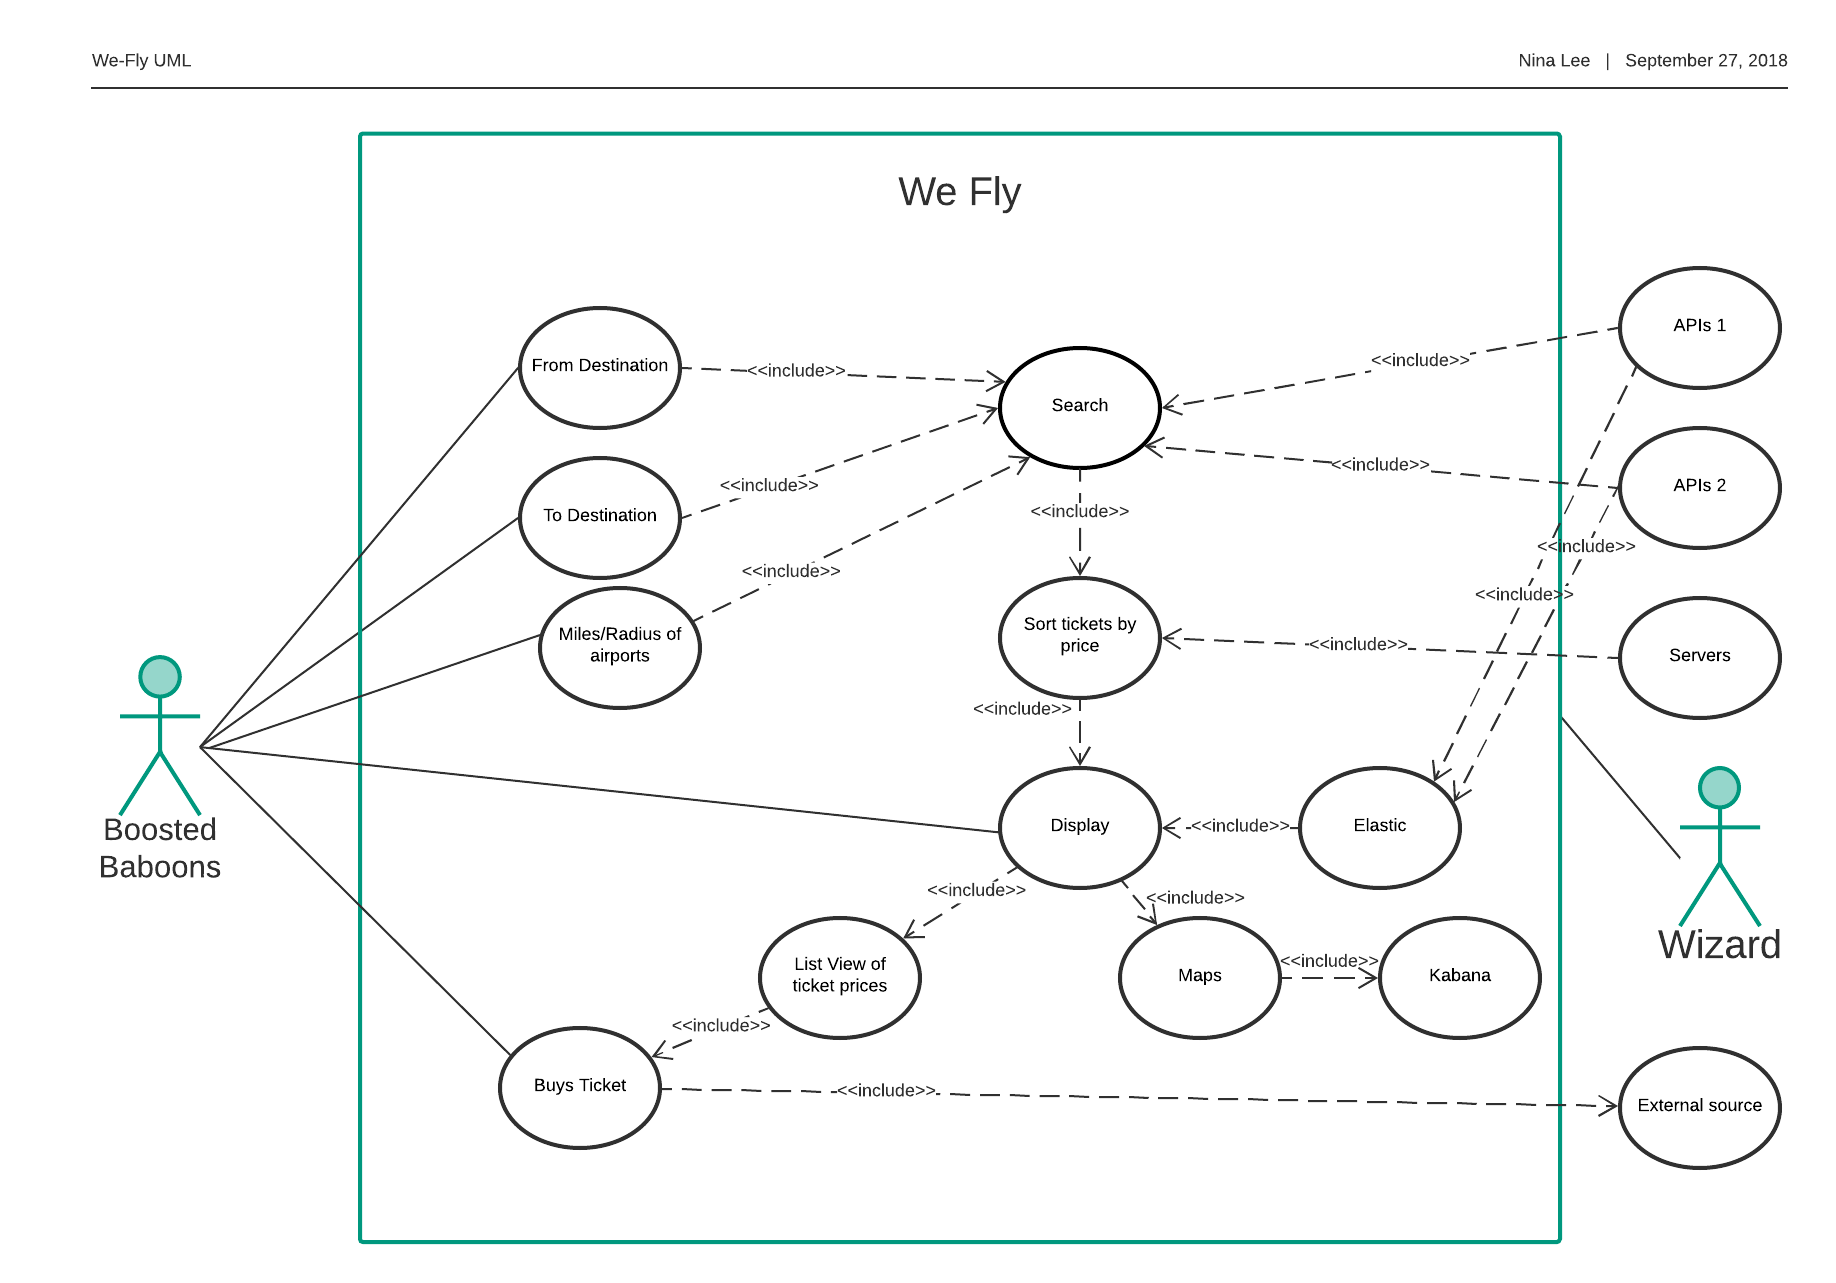 We-Fly UML
Nina Lee | September 27, 2018
We Fly
APIs 1
From Destination
<<include>>
<<include>>
Search
<<include>>
APIs 2
To Destination
<<include>>
<<include>>
<<include>>
<<include>>
<<include>>
Miles/Radius of
airports
Sort tickets by
price
<<include>>
Servers
<<include>>
Boosted
Baboons
Display
<<include>>
Elastic
<<include>>
<<include>>
Wizard
List View of
ticket prices
Maps
<<include>>
Kabana
<<include>>
Buys Ticket
<<include>>
External source